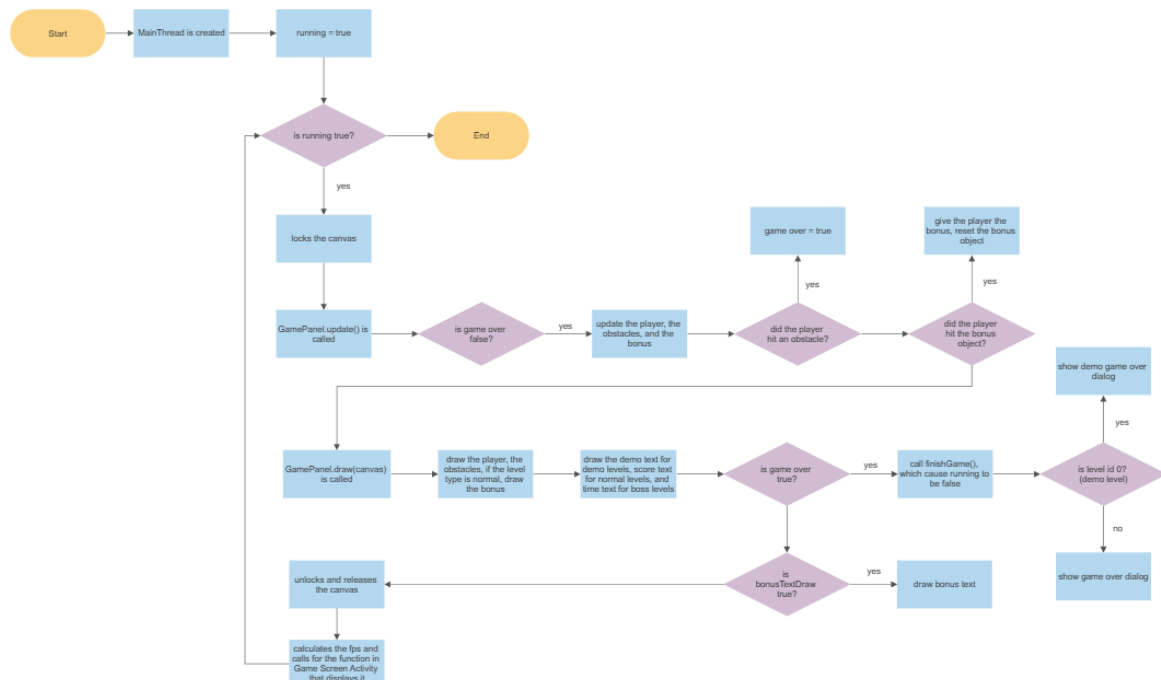 Start
MainThread is created
running = true
is running true?
End
yes
locks the canvas
game over = true
give the player the
bonus, reset the bonus
object
yes
yes
GamePanel.update() is
called
is game over
false?
yes
update the player, the
obstacles, and the
bonus
did the player
hit an obstacle?
did the player
hit the bonus
object?
show demo game over
dialog
yes
GamePanel.draw(canvas)
is called
draw the player, the
obstacles, if the level
type is normal, draw
the bonus
draw the demo text for
demo levels, score text
for normal levels, and
time text for boss levels
is game over
true?
yes
call finishGame(),
which cause running to
be false
is level id 0?
(demo level)
no
show game over dialog
unlocks and releases
the canvas
is
bonusTextDraw
true?
yes
draw bonus text
calculates the fps and
calls for the function in
Game Screen Activity
that displays it